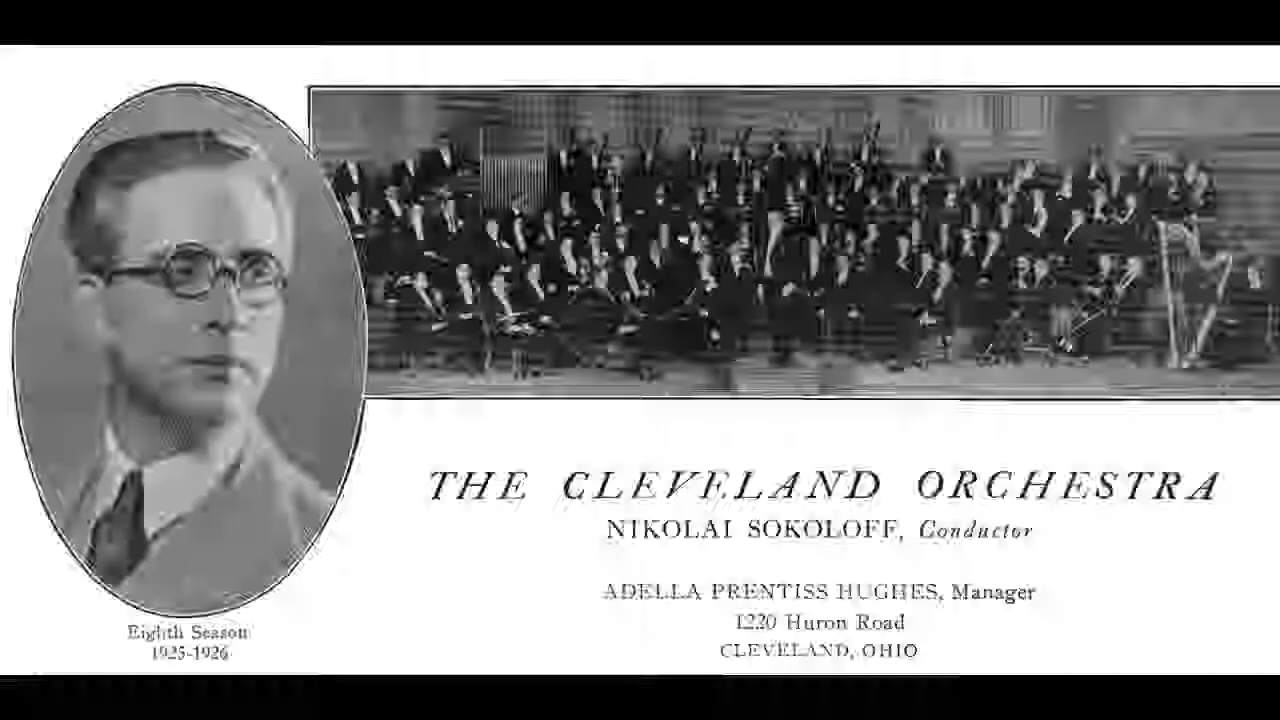 THE CLEVELAND ORCHESTRA
NIKOLAI SOKOLOFF, Conductor
ADELLA PRENTISS HUGHES, Manager
1220 Huron Road
CLEVELAND, OHIO
Eighth Season
1925-1926